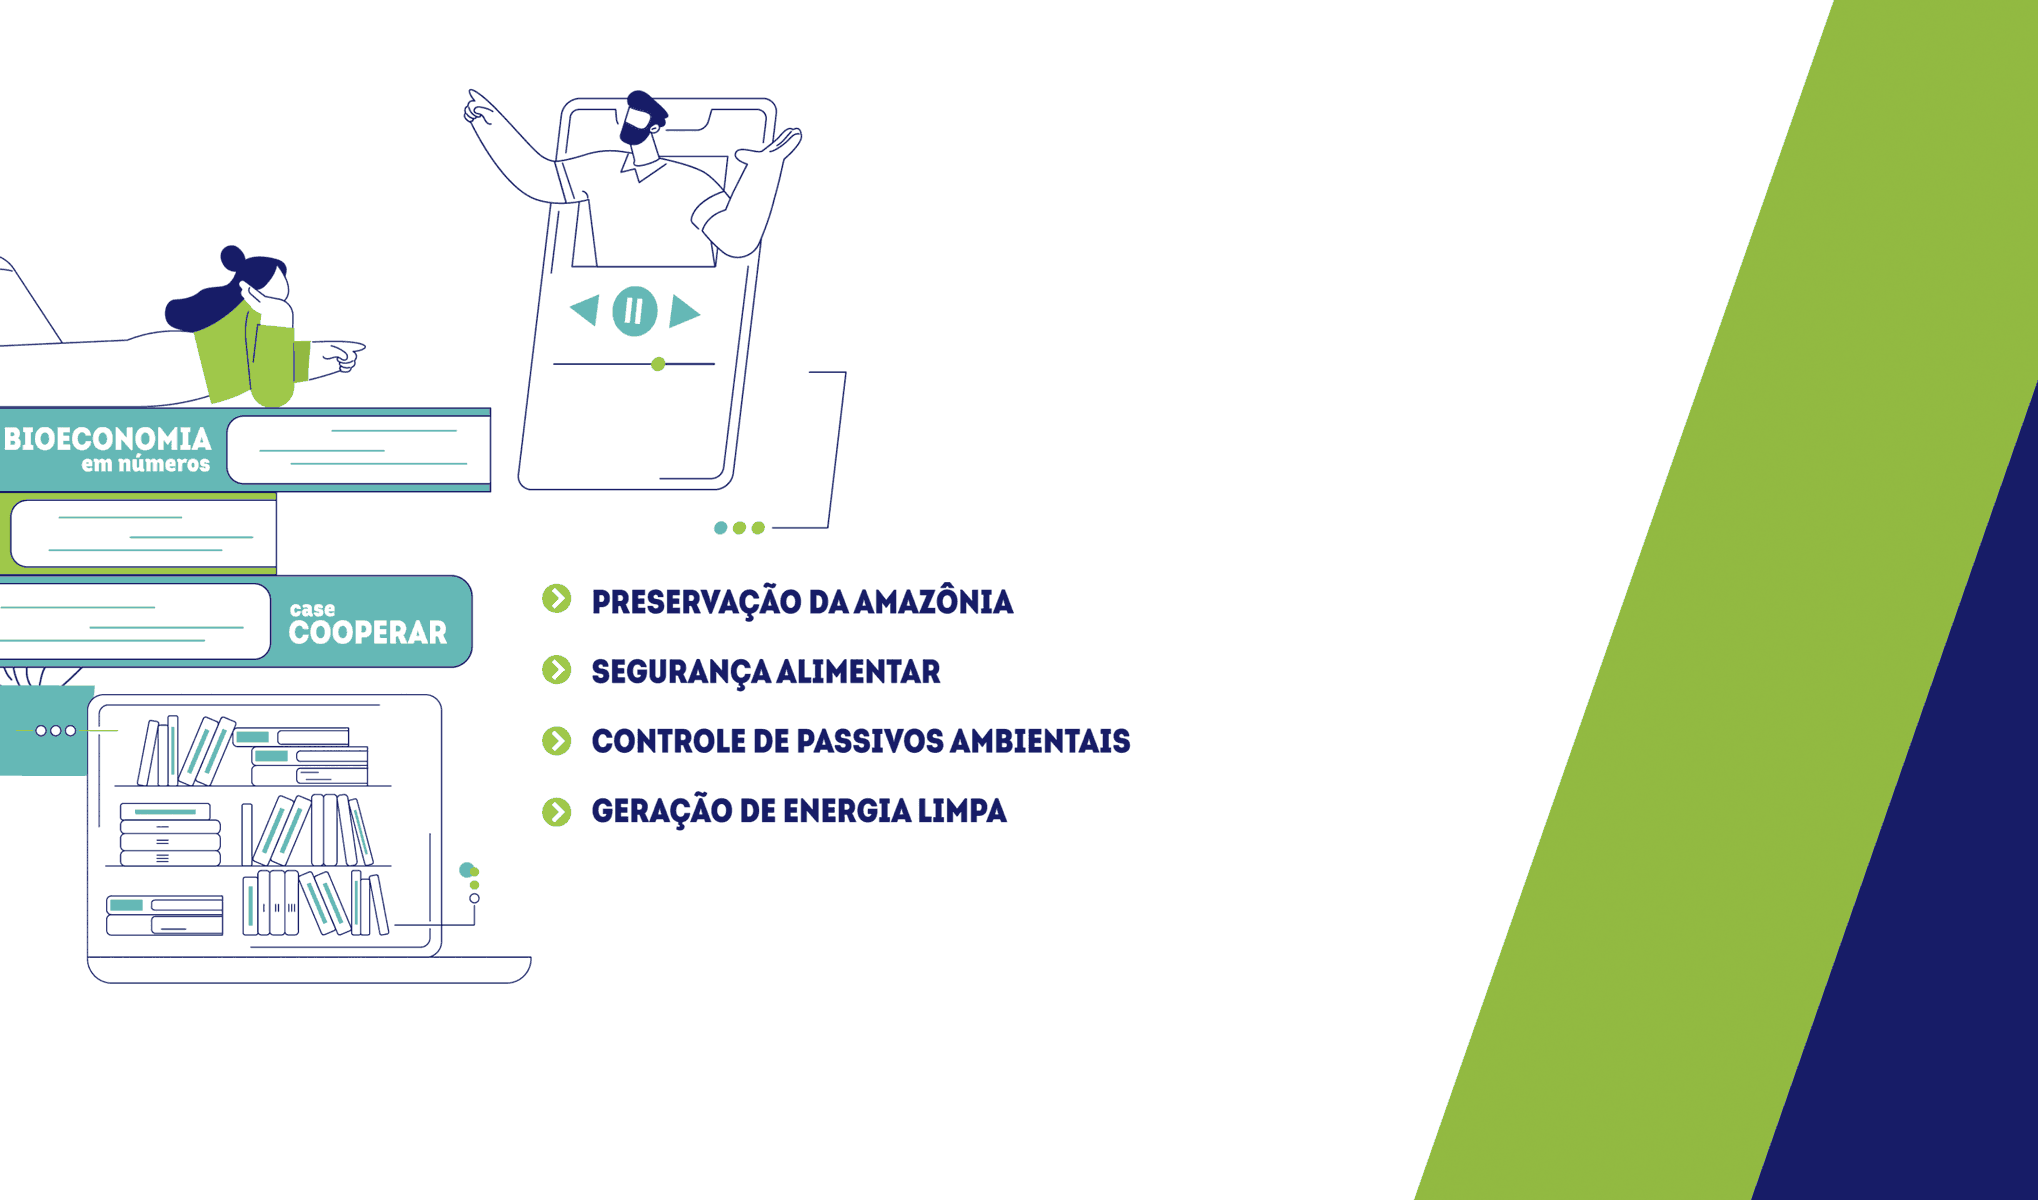 BIOECONOMIA
em números
case
COOPERAR
PRESERVAÇÃO DA AMAZÔNIA
SEGURANÇA ALIMENTAR
CONTROLE DE PASSIVOS AMBIENTAIS
GERAÇÃO DE ENERGIA LIMPA